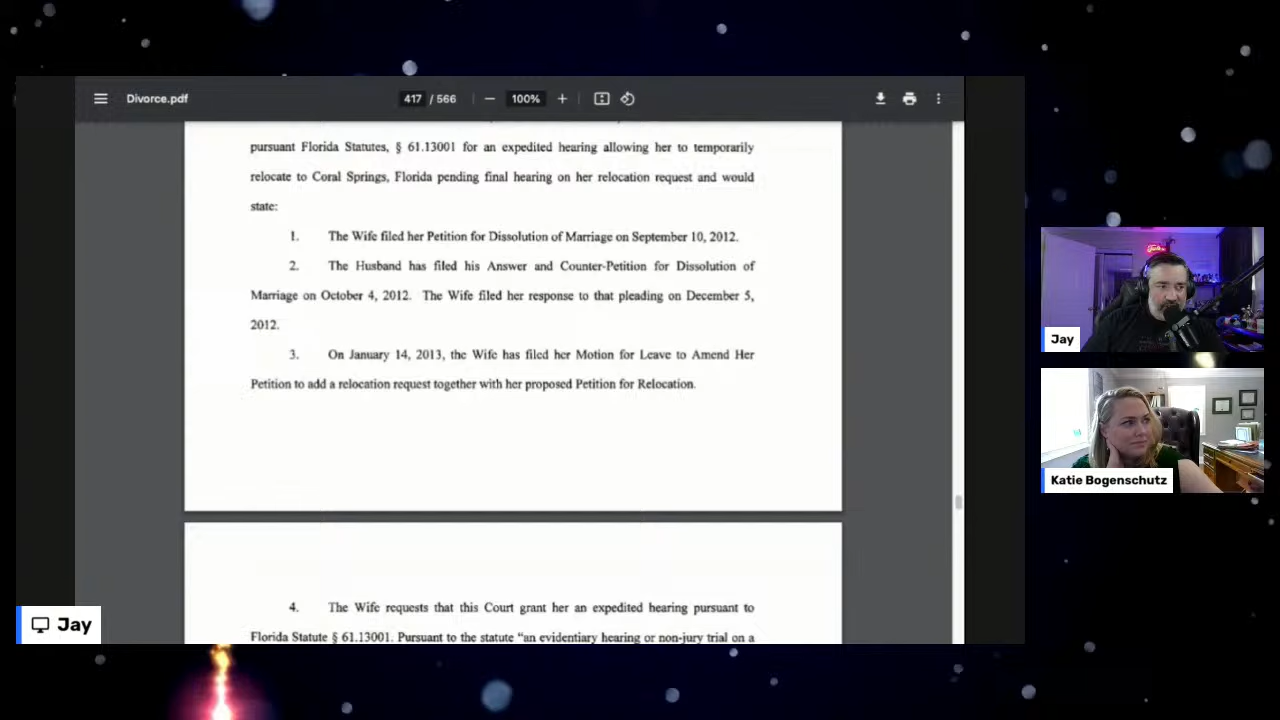 Divorce.pdf
417 / 566
100%
pursuant Florida Statutes, § 61.13001 for an expedited hearing allowing her to temporarily
relocate to Coral Springs, Florida pending final hearing on her relocation request and would
state:
1. The Wife filed her Petition for Dissolution of Marriage on September 10, 2012.
2. The Husband has filed his Answer and Counter-Petition for Dissolution of
Marriage on October 4, 2012. The Wife filed her response to that pleading on December 5,
2012.
3. On January 14, 2013, the Wife has filed her Motion for Leave to Amend Her
Petition to add a relocation request together with her proposed Petition for Relocation.
4. The Wife requests that this Court grant her an expedited hearing pursuant to
Florida Statute § 61.13001. Pursuant to the statute “an evidentiary hearing or non-jury trial on a
Jay
Jay
Katie Bogenschutz